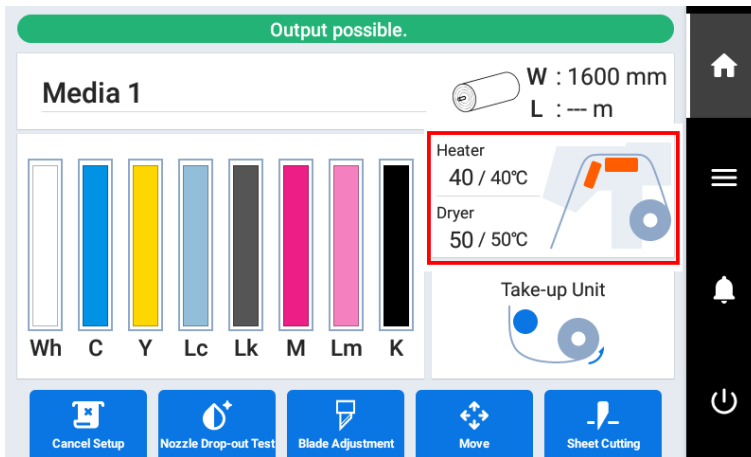 Output possible.
Media 1
W : 1600 mm
L : --- m
Heater
40 / 40℃
Dryer
50 / 50℃
Take-up Unit
Wh C Y Lc Lk M Lm K
Cancel Setup Nozzle Drop-out Test Blade Adjustment Move Sheet Cutting